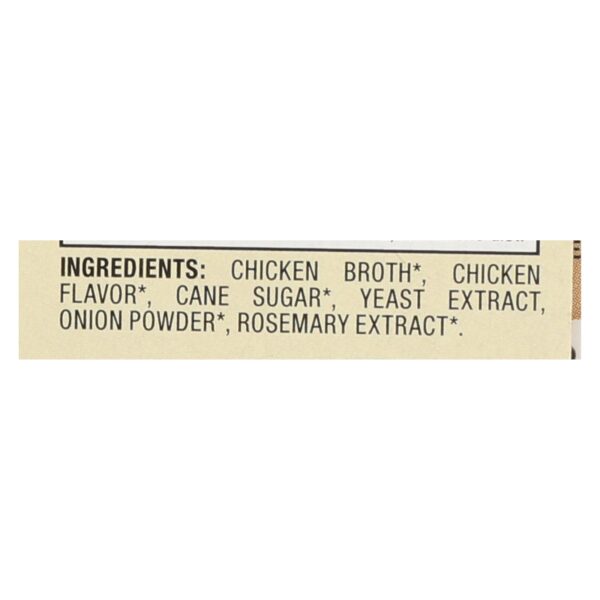 INGREDIENTS: CHICKEN BROTH*, CHICKEN
FLAVOR*, CANE SUGAR*, YEAST EXTRACT,
ONION POWDER*, ROSEMARY EXTRACT*.